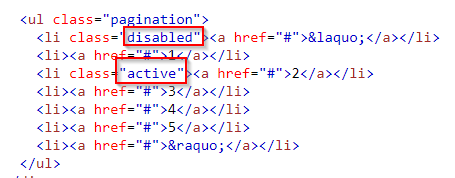 <ul class="pagination">
<li class="disabled"><a href="#">&laquo;</a></li>
<li><a href="#">1</a></li>
<li class="active"><a href="#">2</a></li>
<li><a href="#">3</a></li>
<li><a href="#">4</a></li>
<li><a href="#">5</a></li>
<li><a href="#">&raquo;</a></li>
</ul>